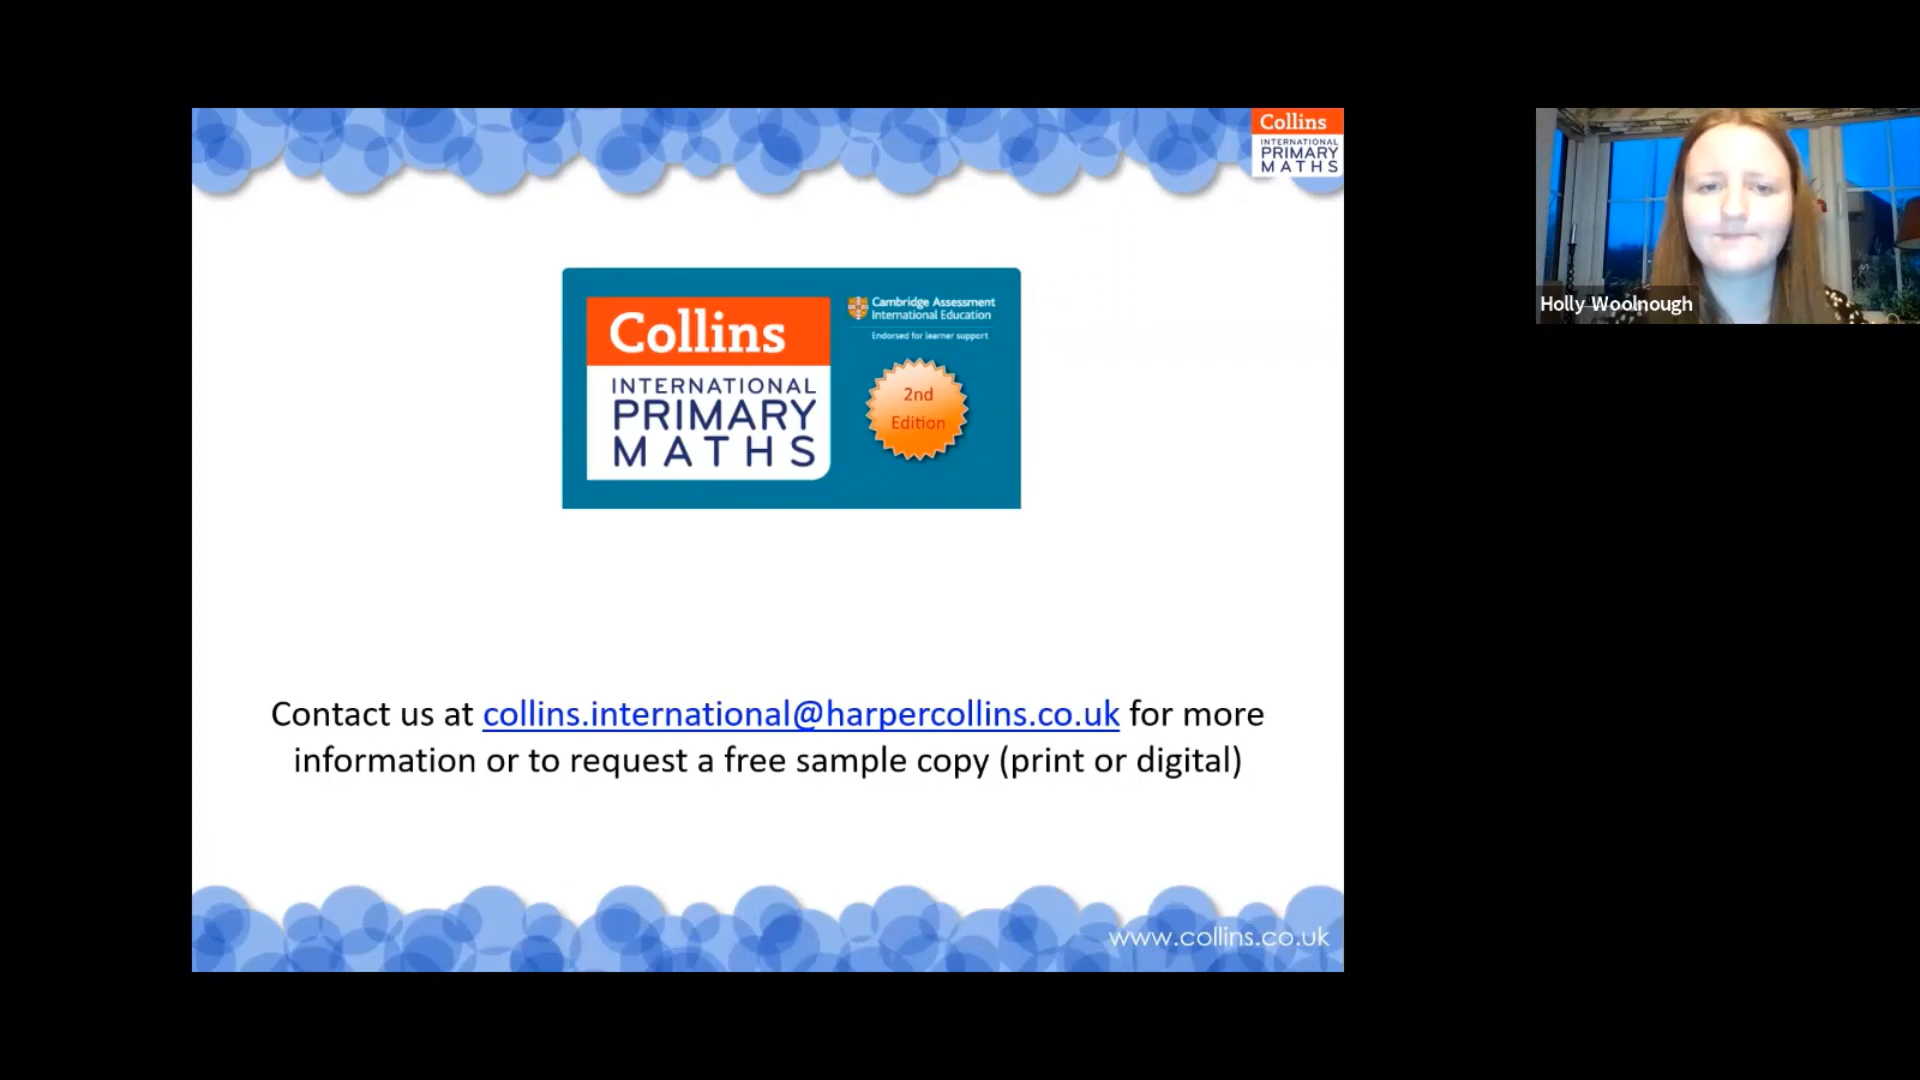 Collins
INTERNATIONAL
PRIMARY
MATHS
Collins
INTERNATIONAL
PRIMARY
MATHS
Cambridge Assessment
International Education
Endorsed for learner support
2nd
Edition
Contact us at collins.international@harpercollins.co.uk for more
information or to request a free sample copy (print or digital)
www.collins.co.uk
Holly Woolnough